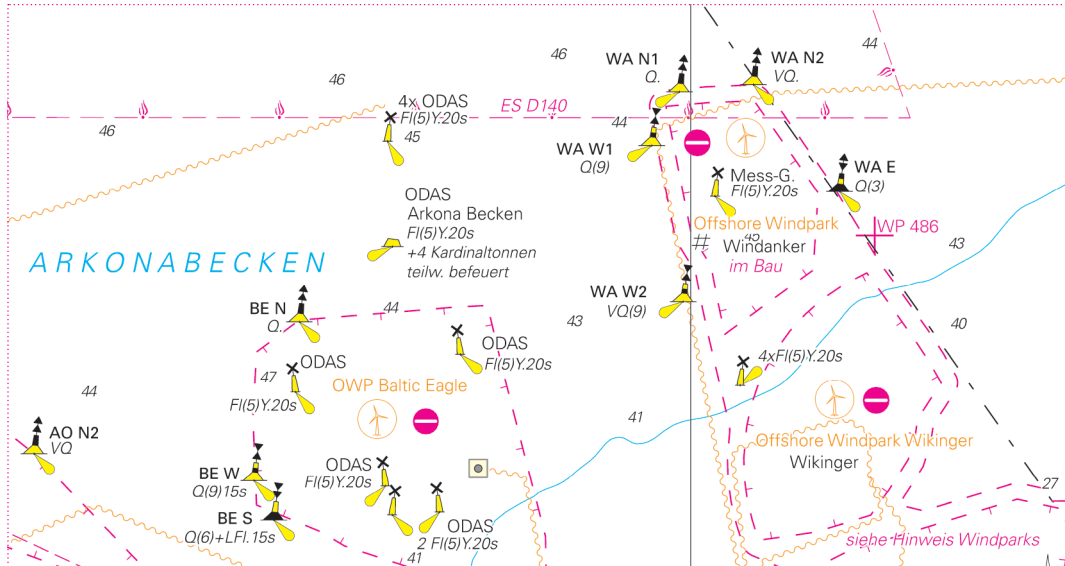 46
46
44
WA N1
Q.
WA N2
VQ.
4x ODAS
Fl(5)Y.20s
45
46
ES D140
44
WA W1
Q(9)
WA E
Q(3)
Mess-G.
Fl(5)Y.20s
ODAS
Arkona Becken
Fl(5)Y.20s
+4 Kardinaltonnen
teilw. befeuert
Offshore Windpark
Windanker
45
im Bau
WP 486
43
ARKONABECKEN
WA W2
VQ(9)
BE N
Q.
44
43
40
ODAS
Fl(5)Y.20s
ODAS
47
Fl(5)Y.20s
OWP Baltic Eagle
4xFl(5)Y.20s
44
41
AO N2
VQ
Offshore Windpark Wikinger
Wikinger
BE W
Q(9)15s
ODAS
Fl(5)Y.20s
27
BE S
Q(6)+LFl.15s
ODAS
2 Fl(5)Y.20s
41
siehe Hinweis Windparks